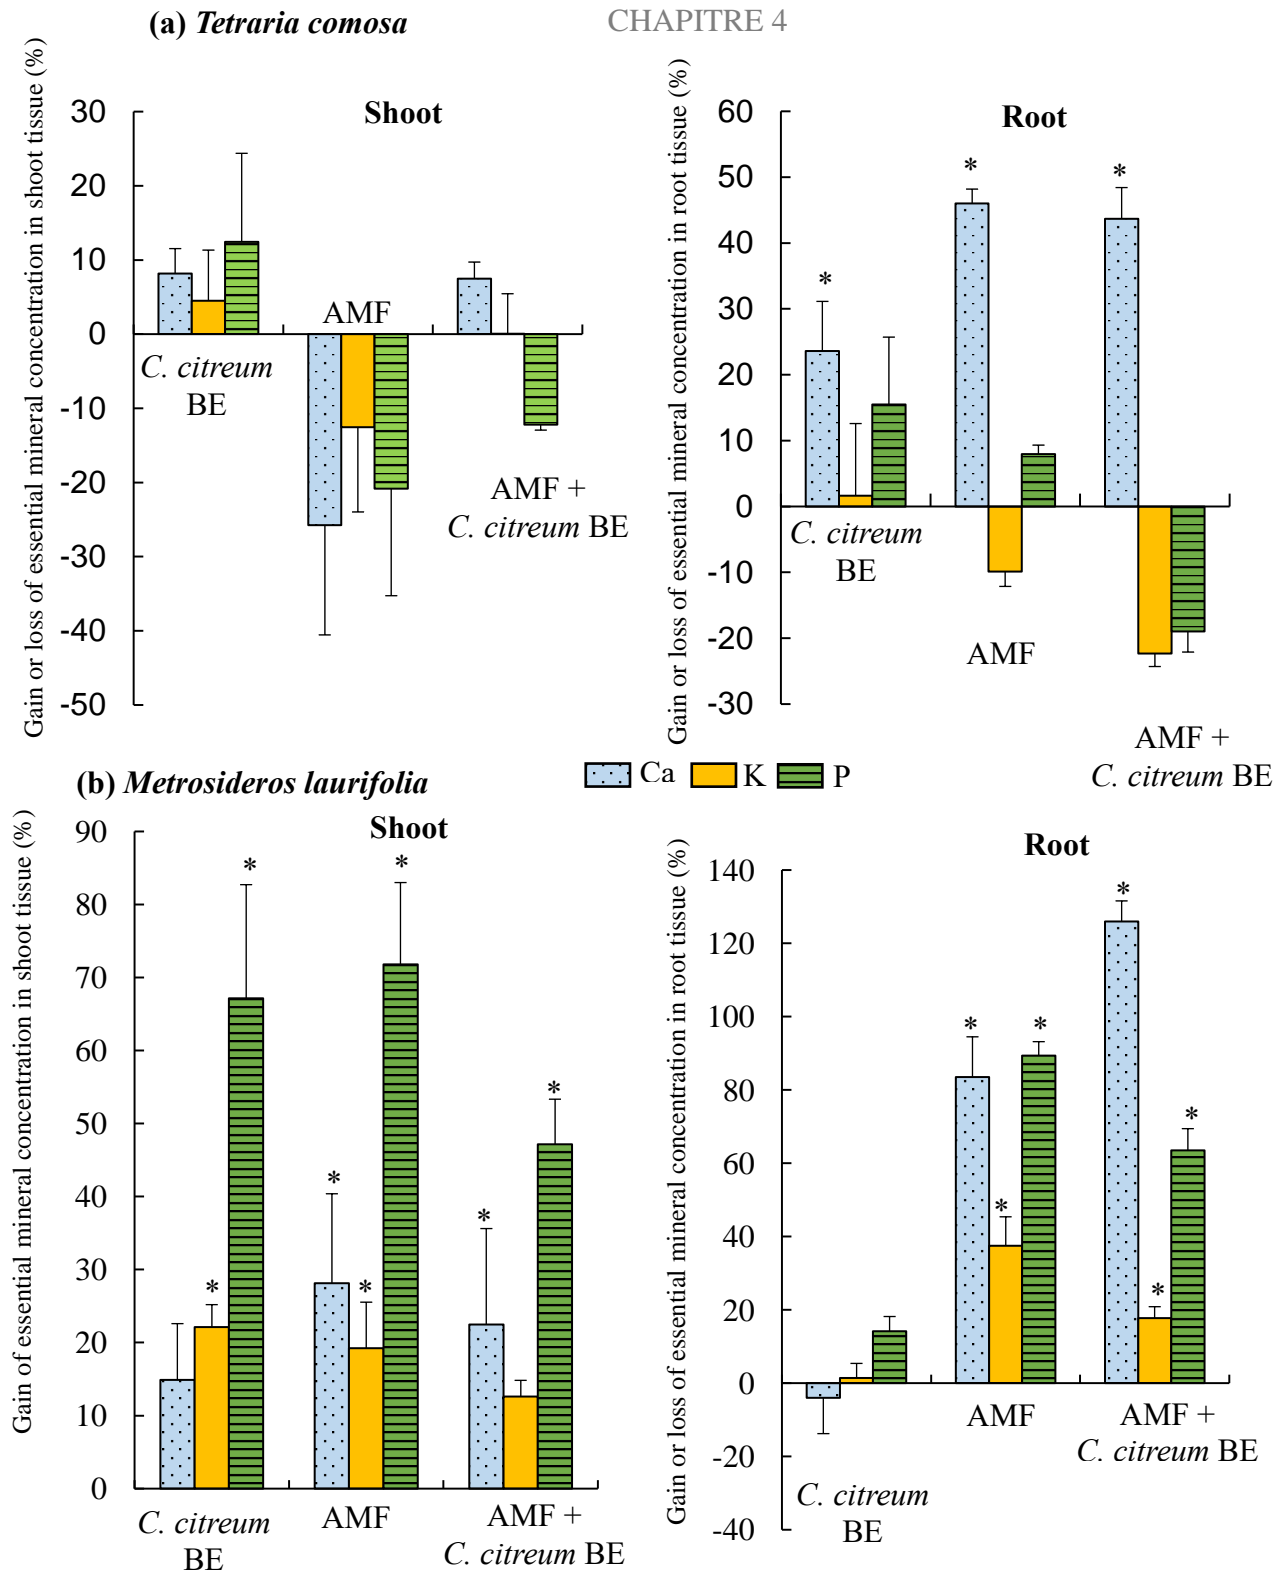 CHAPITRE 4
(a) Tetraria comosa
Gain or loss of essential mineral concentration in shoot tissue (%)
Shoot
30
20
10
0
-10
-20
-30
-40
-50
C. citreum
BE
AMF
AMF +
C. citreum BE
Gain or loss of essential mineral concentration in root tissue (%)
Root
60
50
40
30
20
10
0
-10
-20
-30
* * *
C. citreum
BE
AMF
AMF +
C. citreum BE
Ca K P
(b) Metrosideros laurifolia
Gain of essential mineral concentration in shoot tissue (%)
Shoot
90
80
70
60
50
40
30
20
10
0
* * * * * * *
C. citreum
BE
AMF
AMF +
C. citreum BE
Gain or loss of essential mineral concentration in root tissue (%)
Root
140
120
100
80
60
40
20
0
-20
-40
* * * * * *
C. citreum
BE
AMF
AMF +
C. citreum BE